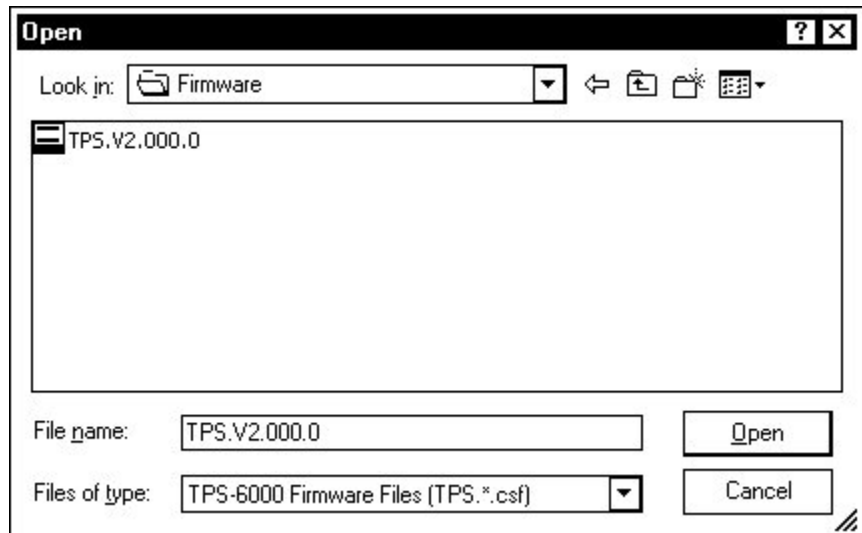 Open
Look in: Firmware
TPS.V2.000.0
File name: TPS.V2.000.0 Open
Files of type: TPS-6000 Firmware Files (TPS.*.csf) Cancel